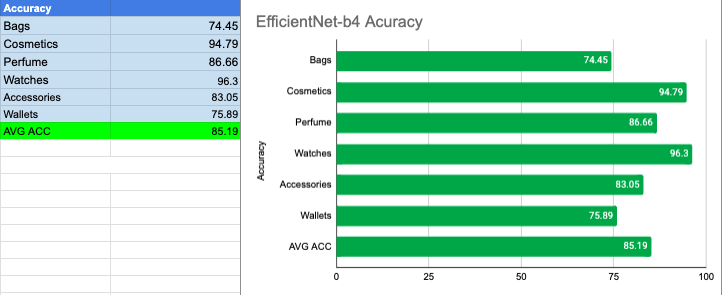 Accuracy
Bags 74.45
Cosmetics 94.79
Perfume 86.66
Watches 96.3
Accessories 83.05
Wallets 75.89
AVG ACC 85.19
EfficientNet-b4 Acuracy
Accuracy
Bags 74.45
Cosmetics 94.79
Perfume 86.66
Watches 96.3
Accessories 83.05
Wallets 75.89
AVG ACC 85.19
0 25 50 75 100